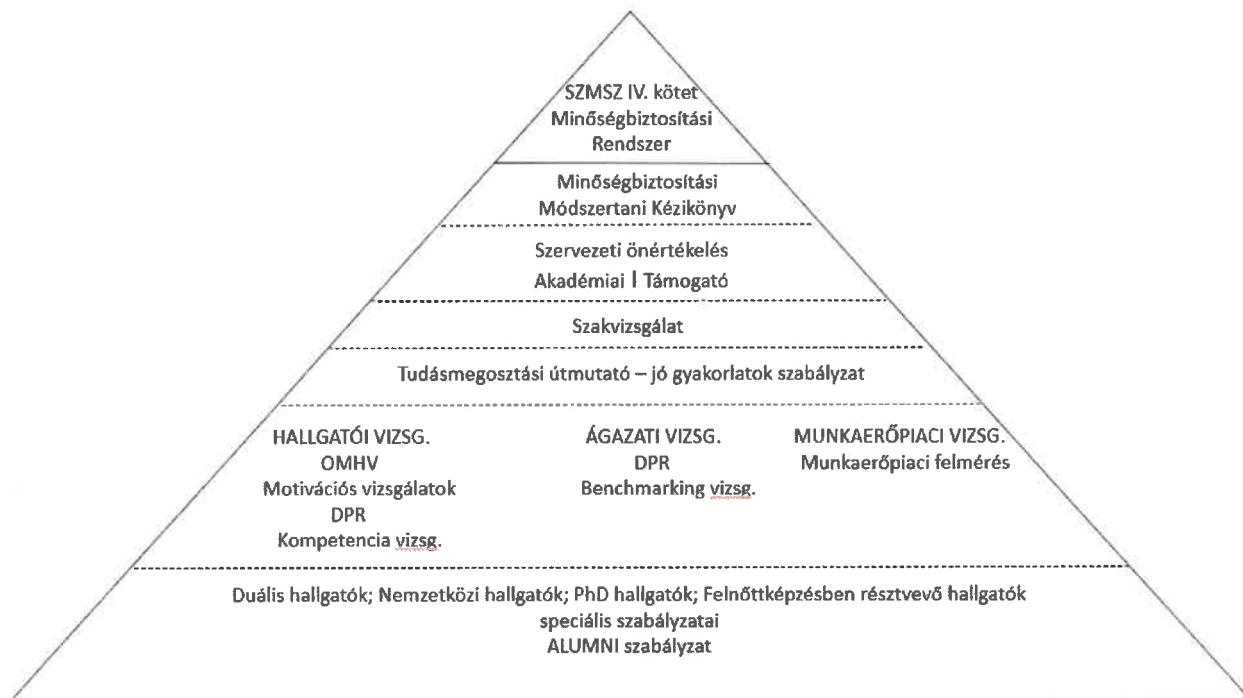 SZMSZ IV. kötet
Minőségbiztosítási
Rendszer
Minőségbiztosítási
Módszertani Kézikönyv
Szervezeti önértékelés
Akadémiai | Támogató
Szakvizsgálat
Tudásmegosztási útmutató – jó gyakorlatok szabályzat
HALLGATÓI VIZSG.
OMHV
Motivációs vizsgálatok
DPR
Kompetencia vizsg.
ÁGAZATI VIZSG.
DPR
Benchmarking vizsg.
MUNKAERŐPIACI VIZSG.
Munkaerőpiaci felmérés
Duális hallgatók; Nemzetközi hallgatók; PhD hallgatók; Felnőttképzésben résztvevő hallgatók
speciális szabályzatai
ALUMNI szabályzat